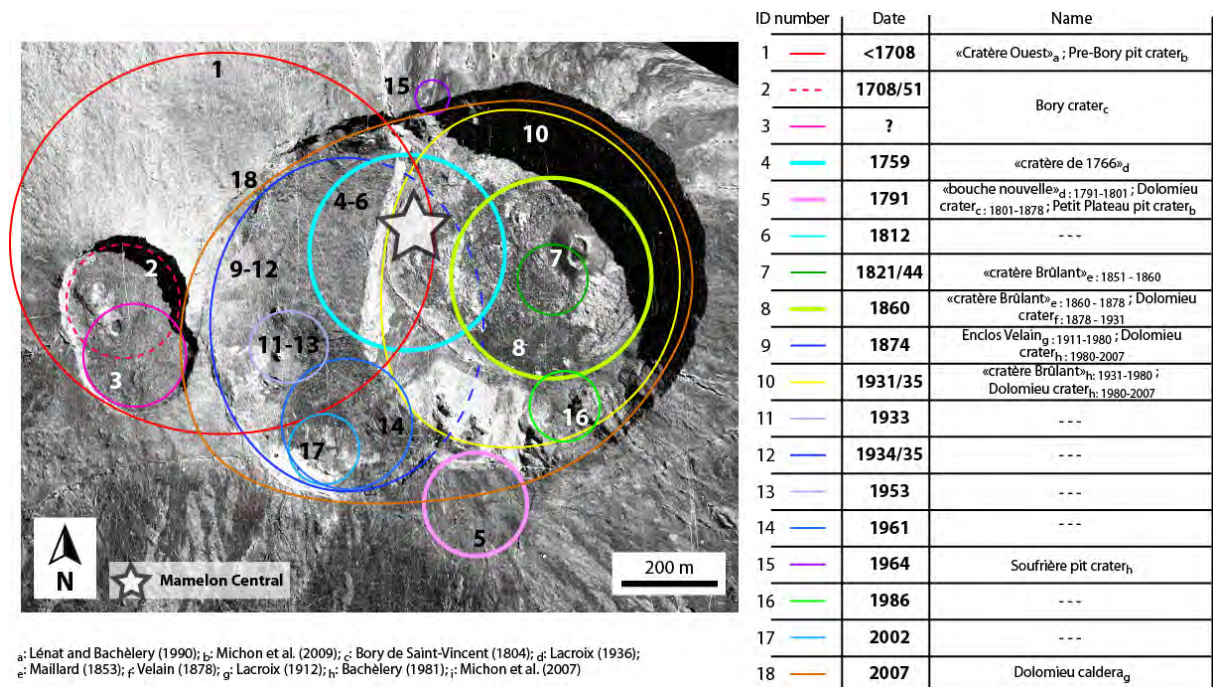 1
15
10
18
4-6
2
9-12
7
11-13
8
3
14
16
17
5
N
Mamelon Central
200 m
ID number Date Name
1 <1708 «Cratère Ouest»a ; Pre-Bory pit craterb
2 1708/51 Bory craterc
3 ?
4 1759 «cratère de 1766»d
5 1791 «bouche nouvelle»d : 1791-1801 ; Dolomieu
craterc : 1801-1878 ; Petit Plateau pit craterb
6 1812 ---
7 1821/44 «cratère Brûlant»e : 1851 - 1860
8 1860 «cratère Brûlant»e : 1860 - 1878 ; Dolomieu
craterf : 1878 - 1931
9 1874 Enclos Velaing : 1911-1980 ; Dolomieu
craterh : 1980-2007
10 1931/35 «cratère Brûlant»h: 1931-1980 ;
Dolomieu craterh: 1980-2007
11 1933 ---
12 1934/35 ---
13 1953 ---
14 1961 ---
15 1964 Soufrière pit craterh
16 1986 ---
17 2002 ---
18 2007 Dolomieu calderag
a: Lénat and Bachèlery (1990); b: Michon et al. (2009); c: Bory de Saint-Vincent (1804); d: Lacroix (1936);
e: Maillard (1853); f: Velain (1878); g: Lacroix (1912); h: Bachèlery (1981); i: Michon et al. (2007)